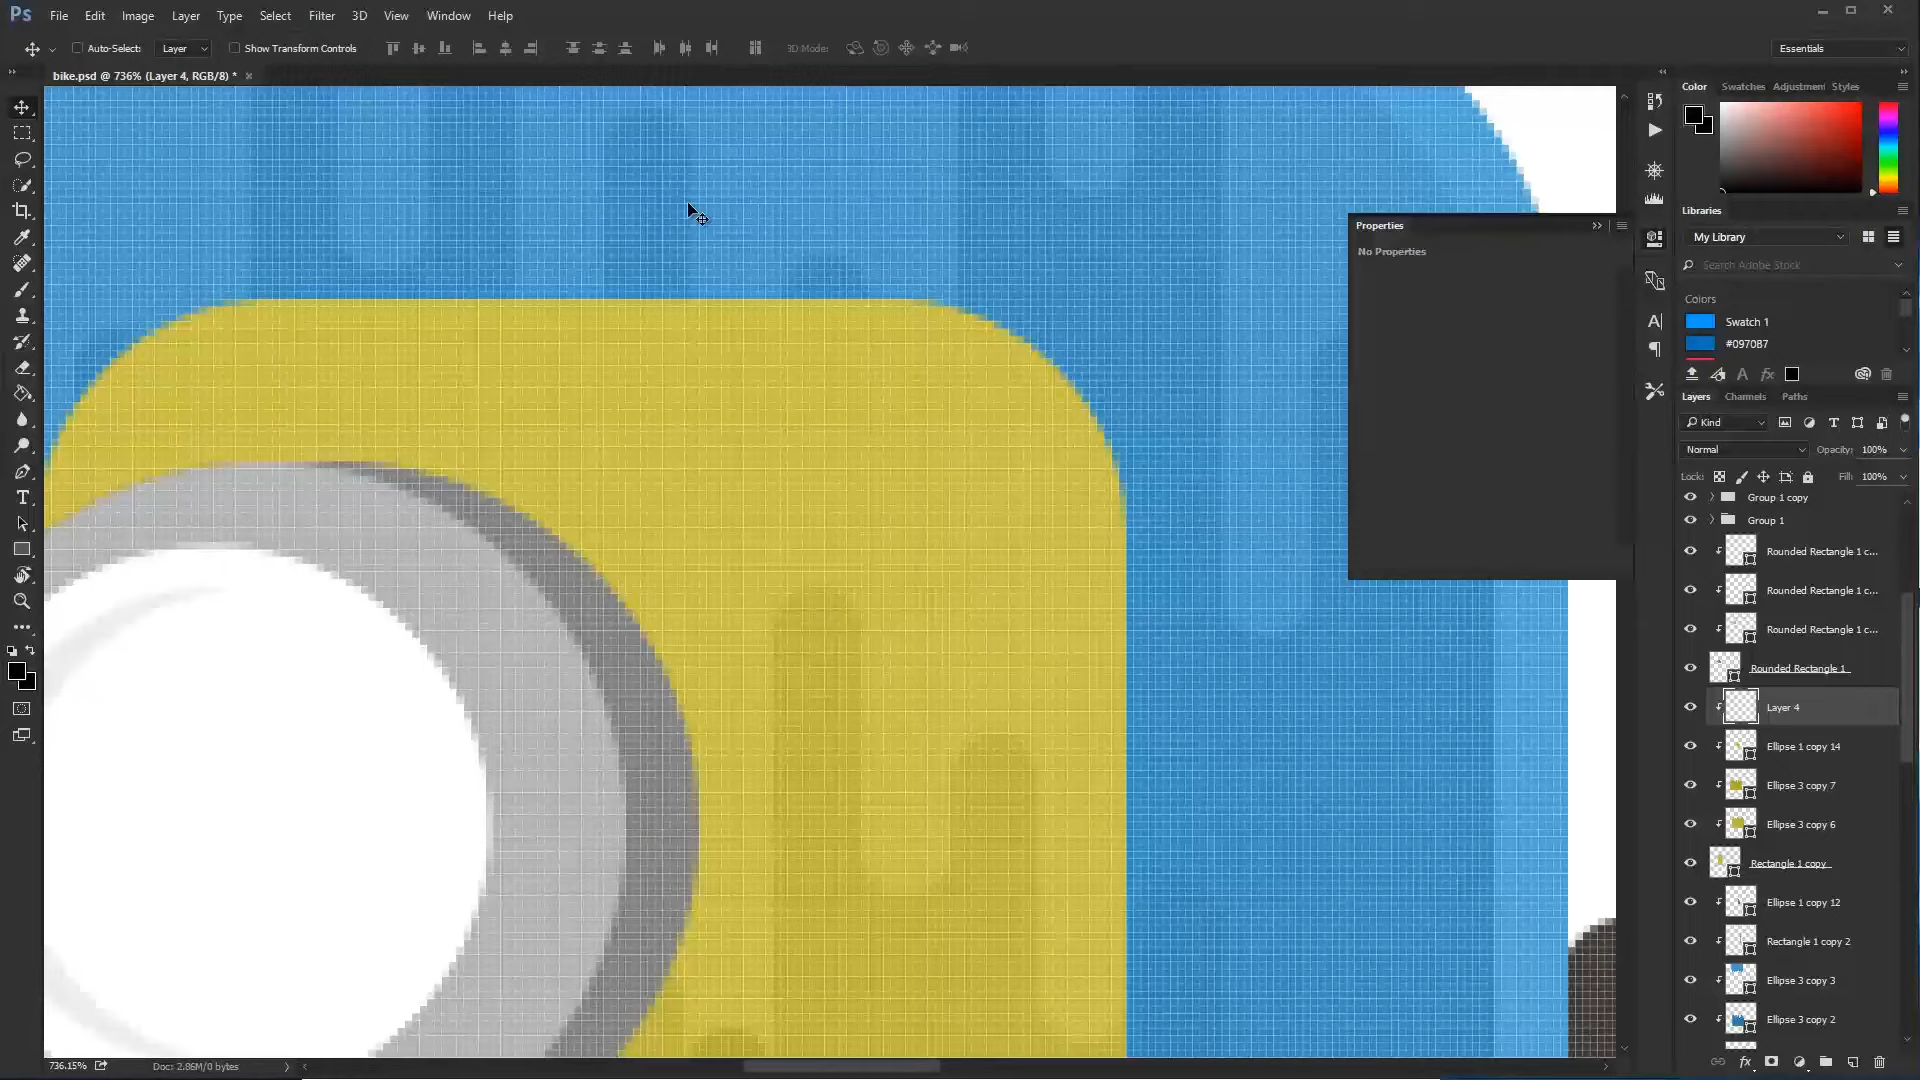 Ps File Edit Image Layer Type Select Filter 3D View Window Help
Auto-Select: Layer Show Transform Controls 3D Mode: Essentials
bike.psd @ 736% (Layer 4, RGB/8) *
Color Swatches Adjustment Styles
Libraries
My Library
Search Adobe Stock
Colors
Swatch 1
#0970B7
Properties
No Properties
Layers Channels Paths
Kind
Normal Opacity: 100%
Lock: Fill: 100%
Group 1 copy
Group 1
Rounded Rectangle 1 c...
Rounded Rectangle 1 c...
Rounded Rectangle 1 c...
Rounded Rectangle 1
Layer 4
Ellipse 1 copy 14
Ellipse 3 copy 7
Ellipse 3 copy 6
Rectangle 1 copy
Ellipse 1 copy 12
Rectangle 1 copy 2
Ellipse 3 copy 3
Ellipse 3 copy 2
736.15% Doc: 2.86M/0 bytes